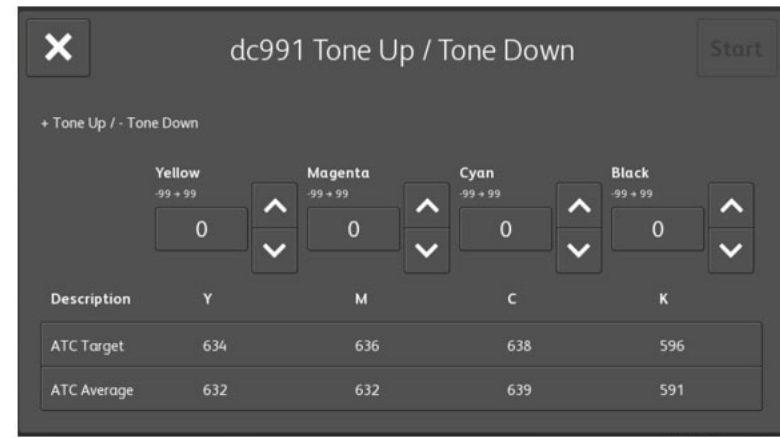 dc991 Tone Up / Tone Down Start
+ Tone Up / - Tone Down
Yellow Magenta Cyan Black
-99 → 99 -99 → 99 -99 → 99 -99 → 99
0 0 0 0
Description Y M C K
ATC Target 634 636 638 596
ATC Average 632 632 639 591